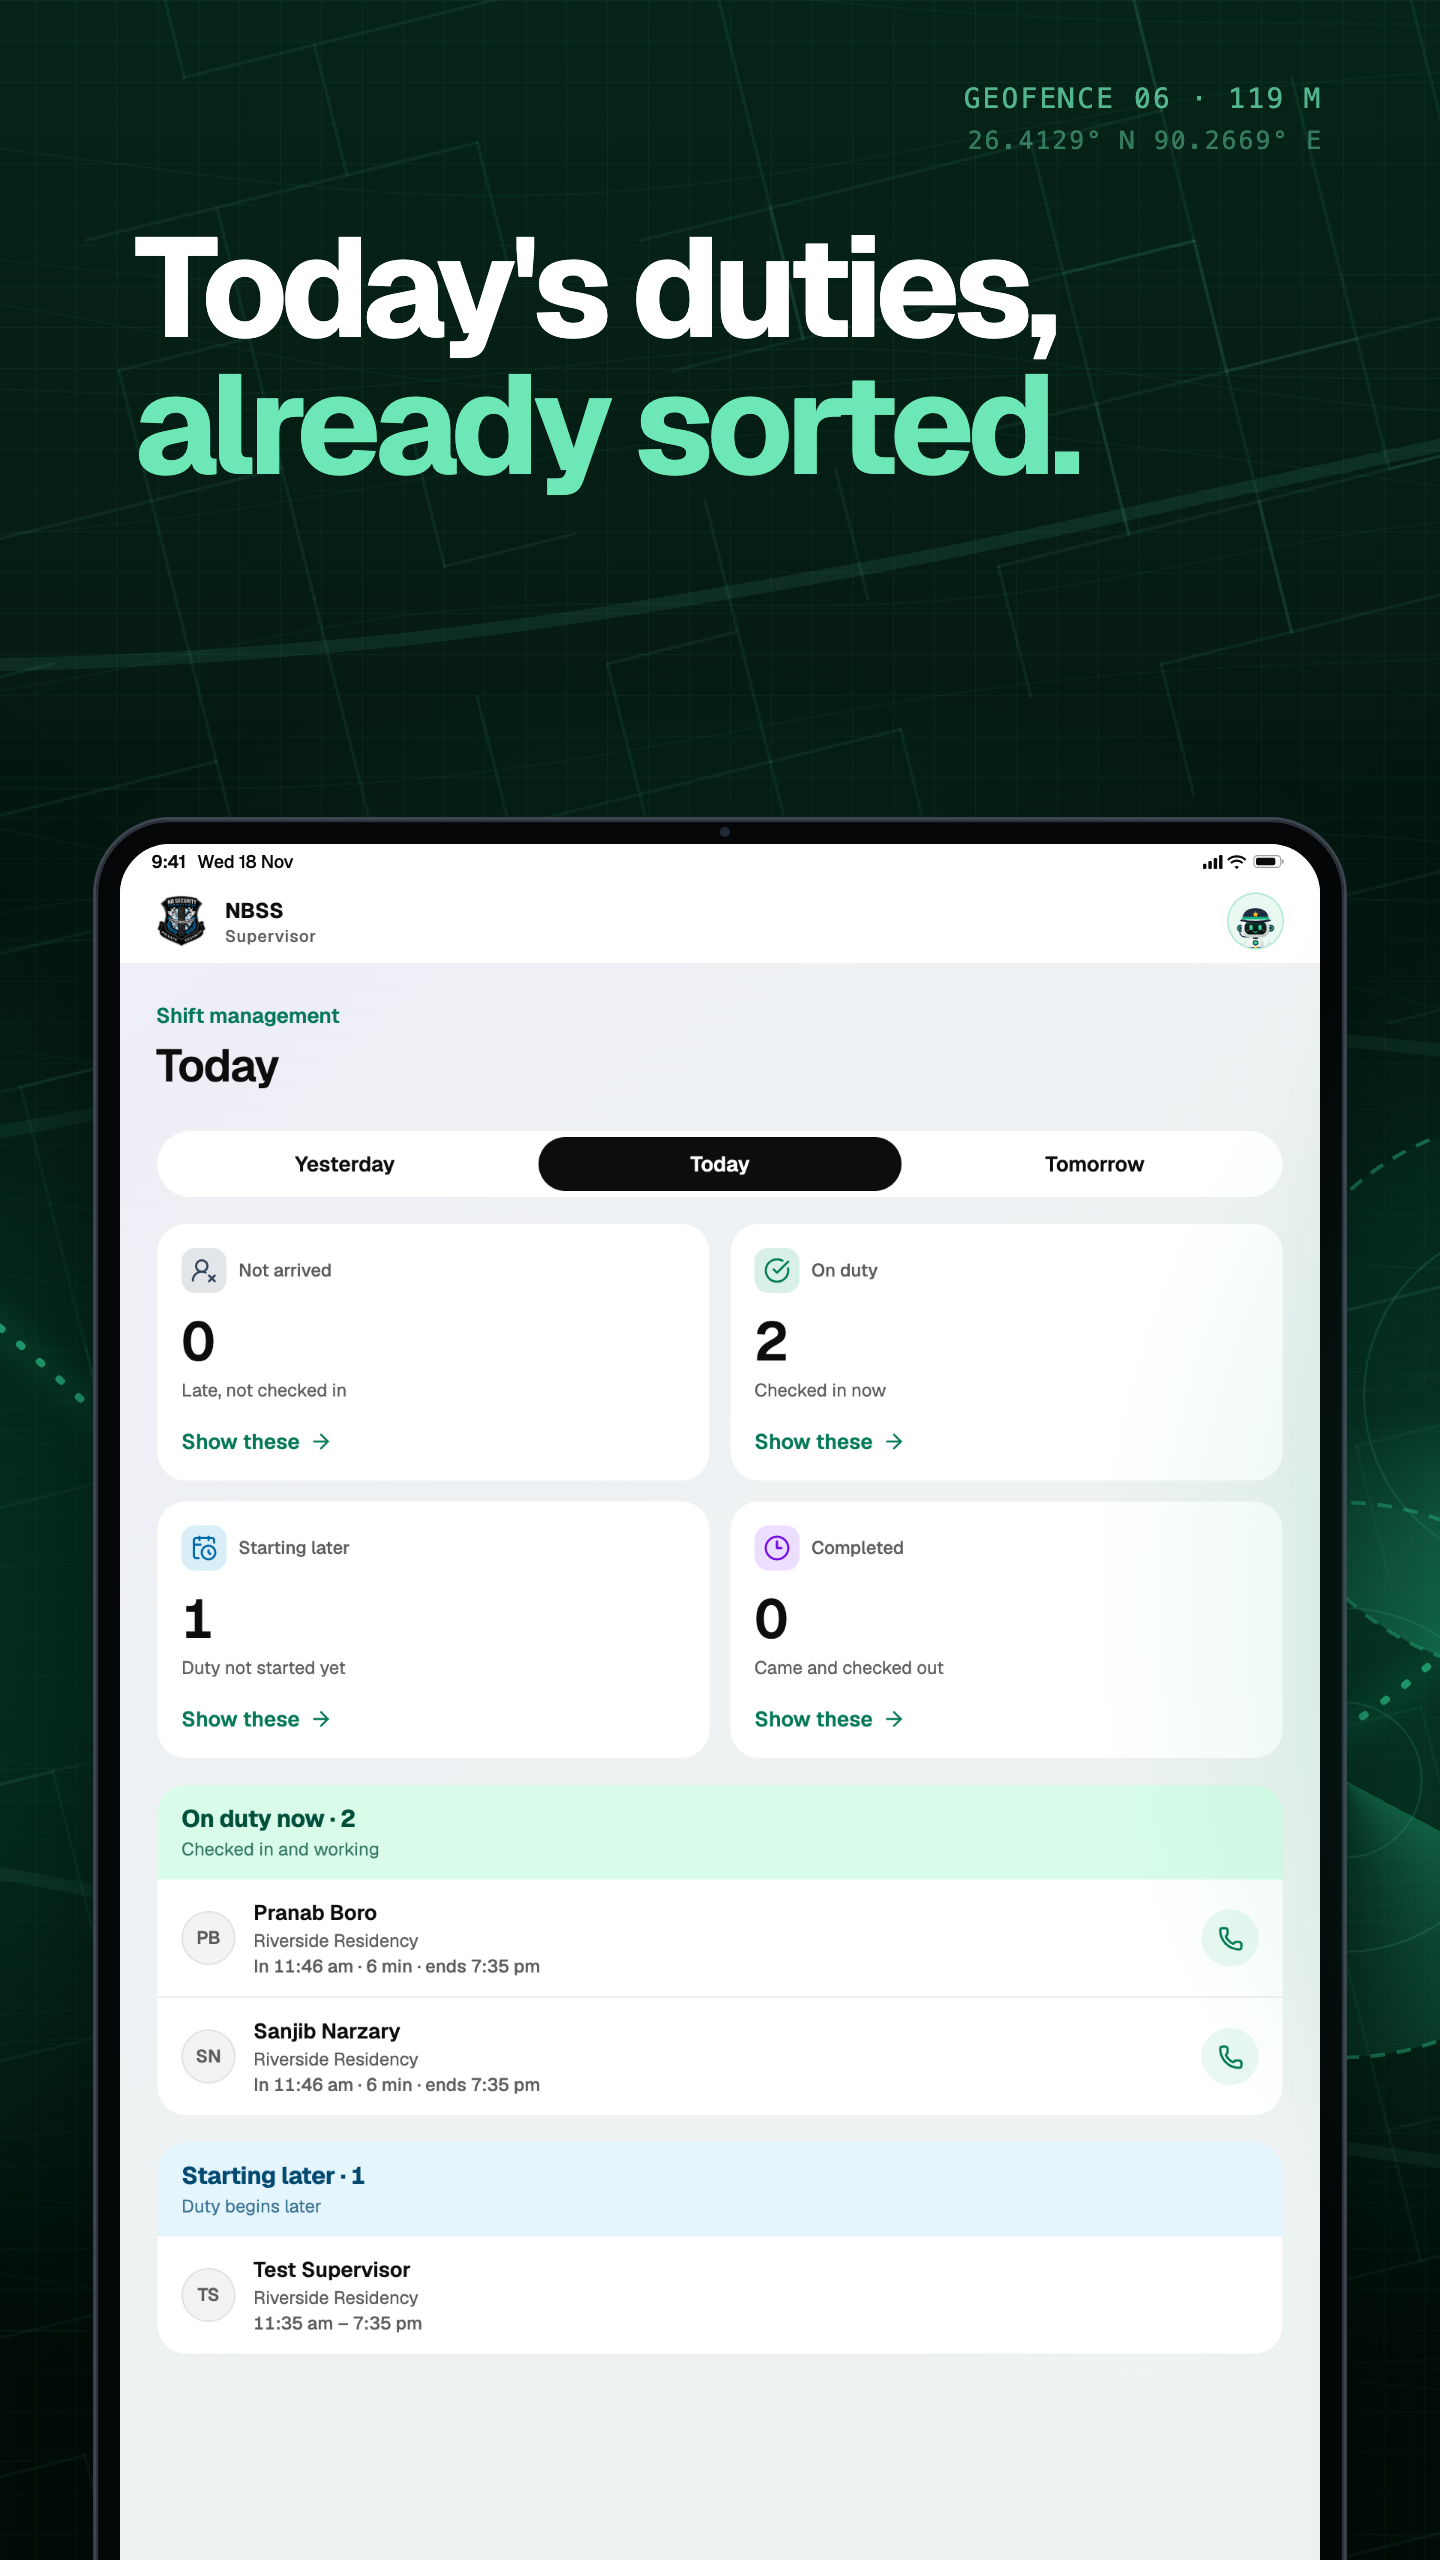 GEOFENCE 06 · 119 M
26.4129° N 90.2669° E
Today's duties,
already sorted.
9:41 Wed 18 Nov
NBSS
Supervisor
Shift management
Today
Yesterday
Today
Tomorrow
Not arrived
0
Late, not checked in
Show these →
On duty
2
Checked in now
Show these →
Starting later
1
Duty not started yet
Show these →
Completed
0
Came and checked out
Show these →
On duty now · 2
Checked in and working
PB
Pranab Boro
Riverside Residency
In 11:46 am · 6 min · ends 7:35 pm
SN
Sanjib Narzary
Riverside Residency
In 11:46 am · 6 min · ends 7:35 pm
Starting later · 1
Duty begins later
TS
Test Supervisor
Riverside Residency
11:35 am – 7:35 pm